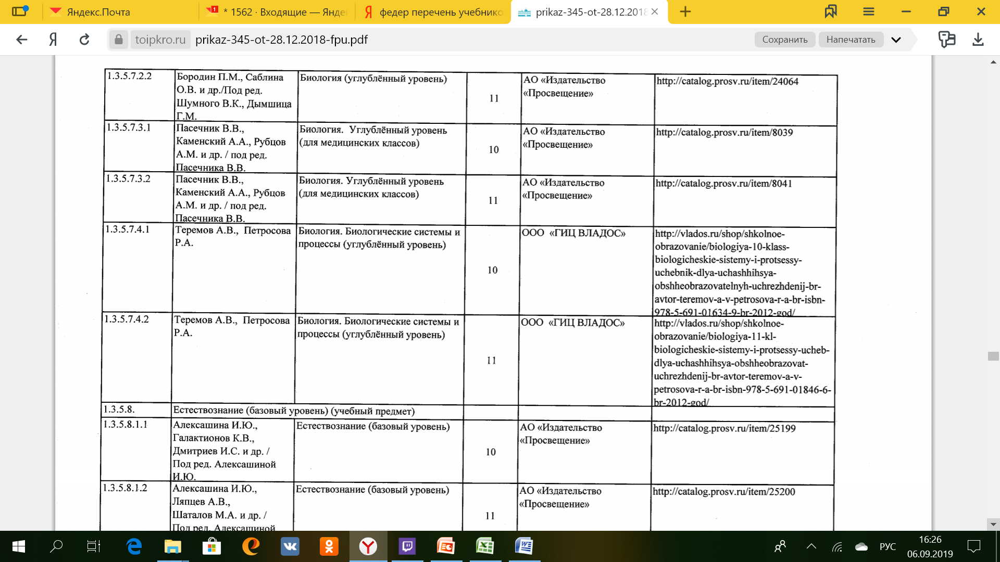 Яндекс.Почта
* 1562 · Входящие — Янде
федер перечень учебнико
prikaz-345-от-28.12.2018
toipkro.ru
prikaz-345-ot-28.12.2018-fpu.pdf
Сохранить
Напечатать
1.3.5.7.2.2
Бородин П.М., Саблина
О.В. и др./Под ред.
Шумного В.К., Дымшица
Г.М.
Биология (углублённый уровень)
11
АО «Издательство
«Просвещение»
http://catalog.prosv.ru/item/24064
1.3.5.7.3.1
Пасечник В.В.,
Каменский А.А., Рубцов
А.М. и др. / под ред.
Пасечника В.В.
Биология.  Углублённый уровень
(для медицинских классов)
10
АО «Издательство
«Просвещение»
http://catalog.prosv.ru/item/8039
1.3.5.7.3.2
Пасечник В.В.,
Каменский А.А., Рубцов
А.М. и др. / под ред.
Пасечника В.В.
Биология. Углублённый уровень
(для медицинских классов)
11
АО «Издательство
«Просвещение»
http://catalog.prosv.ru/item/8041
1.3.5.7.4.1
Теремов А.В.,  Петросова
Р.А.
Биология. Биологические системы и
процессы (углублённый уровень)
10
ООО  «ГИЦ ВЛАДОС»
http://vlados.ru/shop/shkolnoe-
obrazovanie/biologiya-10-klass-
biologicheskie-sistemy-i-protsessy-
uchebnik-dlya-uchashhihsya-
obshheobrazovatelnyh-uchrezhdenij-br-
avtor-teremov-a-v-petrosova-r-a-br-isbn-
978-5-691-01634-9-br-2012-god/
1.3.5.7.4.2
Теремов А.В.,  Петросова
Р.А.
Биология. Биологические системы и
процессы (углублённый уровень)
11
ООО  «ГИЦ ВЛАДОС»
http://vlados.ru/shop/shkolnoe-
obrazovanie/biologiya-11-kl-
biologicheskie-sistemy-i-protsessy-ucheb-
dlya-uchashhihsya-obshheobrazovat-
uchrezhdenij-br-avtor-teremov-a-v-
petrosova-r-a-br-isbn-978-5-691-01846-6-
br-2012-god/
1.3.5.8.
Естествознание (базовый уровень) (учебный предмет)
1.3.5.8.1.1
Алексашина И.Ю.,
Галактионов К.В.,
Дмитриев И.С. и др. /
Под ред. Алексашиной
И.Ю.
Естествознание (базовый уровень)
10
АО «Издательство
«Просвещение»
http://catalog.prosv.ru/item/25199
1.3.5.8.1.2
Алексашина И.Ю.,
Ляпцев А.В.,
Шаталов М.А. и др. /
Под ред. Алексашиной
Естествознание (базовый уровень)
11
АО «Издательство
«Просвещение»
http://catalog.prosv.ru/item/25200
РУС
16:26
06.09.2019